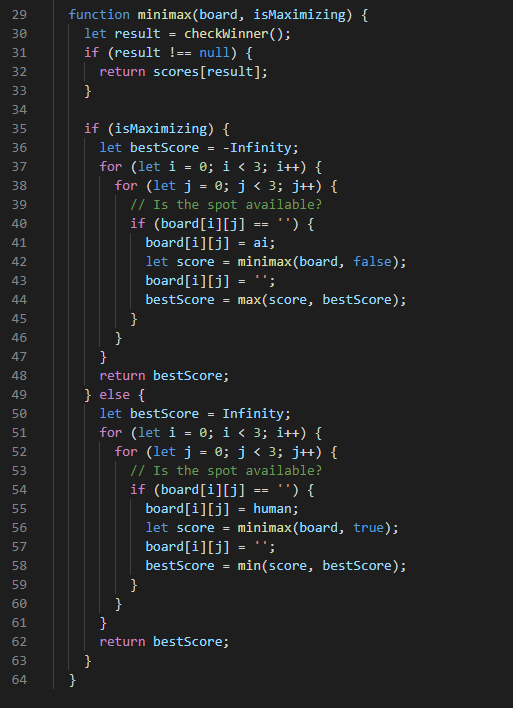 29 function minimax(board, isMaximizing) {
30   let result = checkWinner();
31   if (result !== null) {
32     return scores[result];
33   }
34
35   if (isMaximizing) {
36     let bestScore = -Infinity;
37     for (let i = 0; i < 3; i++) {
38       for (let j = 0; j < 3; j++) {
39         // Is the spot available?
40         if (board[i][j] == '') {
41           board[i][j] = ai;
42           let score = minimax(board, false);
43           board[i][j] = '';
44           bestScore = max(score, bestScore);
45         }
46       }
47     }
48     return bestScore;
49   } else {
50     let bestScore = Infinity;
51     for (let i = 0; i < 3; i++) {
52       for (let j = 0; j < 3; j++) {
53         // Is the spot available?
54         if (board[i][j] == '') {
55           board[i][j] = human;
56           let score = minimax(board, true);
57           board[i][j] = '';
58           bestScore = min(score, bestScore);
59         }
60       }
61     }
62     return bestScore;
63   }
64 }